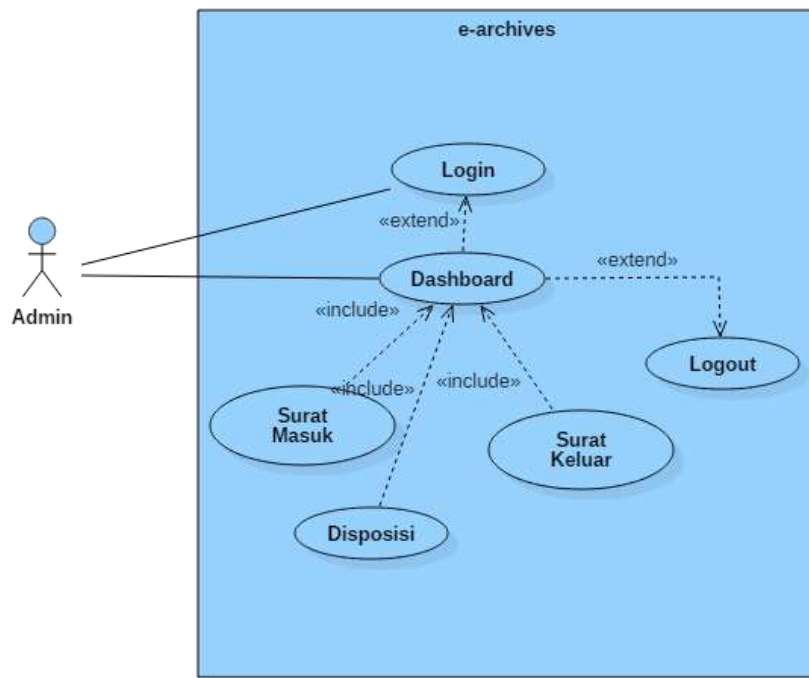 e-archives
Login
«extend»
Admin
Dashboard
«extend»
«include»
Logout
«include»
«include»
Surat
Masuk
Surat
Keluar
Disposisi